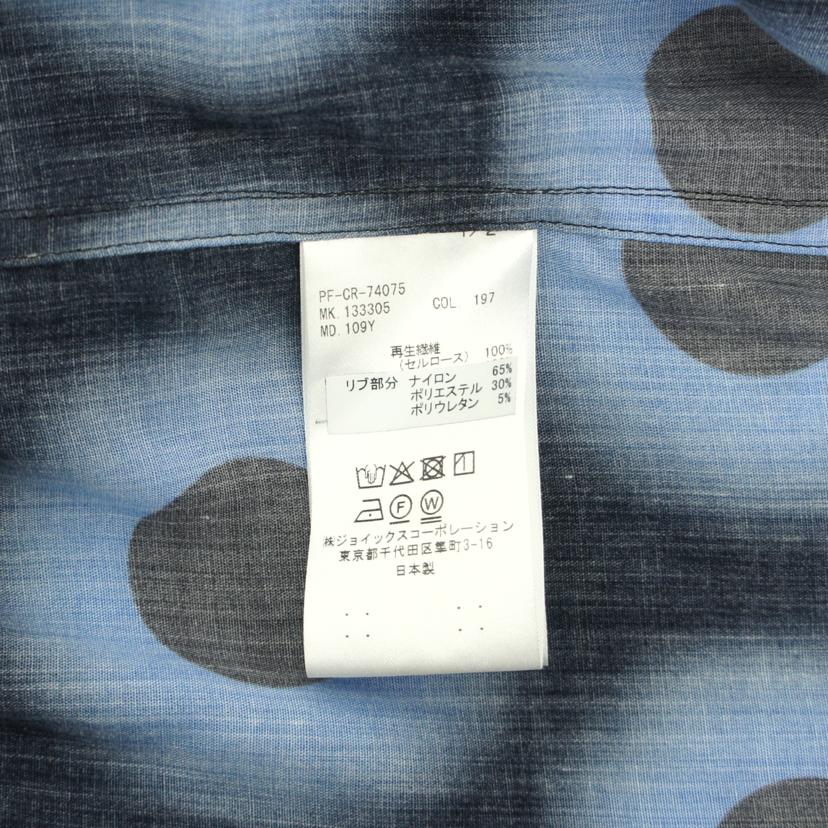 1/2
PF-CR-74075
MK. 133305 COL. 197
MD. 109Y
再生繊維
(セルロース) 100%
リブ部分 ナイロン 65%
ポリエステル 30%
ポリウレタン 5%
F W
㈱ジョイックスコーポレーション
東京都千代田区隼町3-16
日本製